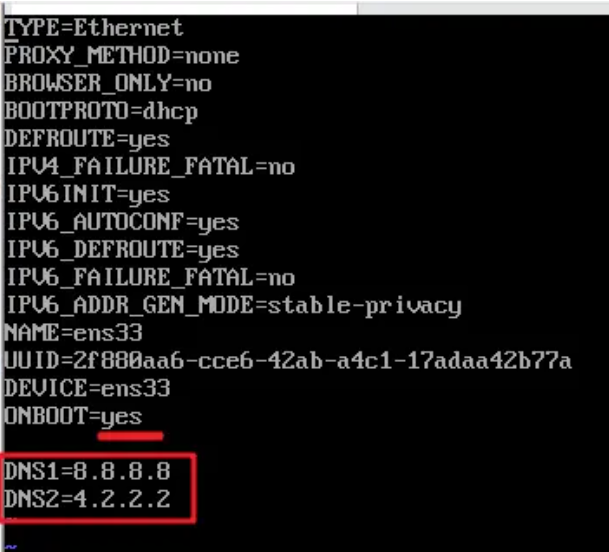 TYPE=Ethernet
PROXY_METHOD=none
BROWSER_ONLY=no
BOOTPROTO=dhcp
DEFROUTE=yes
IPV4_FAILURE_FATAL=no
IPV6INIT=yes
IPV6_AUTOCONF=yes
IPV6_DEFROUTE=yes
IPV6_FAILURE_FATAL=no
IPV6_ADDR_GEN_MODE=stable-privacy
NAME=ens33
UUID=2f880aa6-cce6-42ab-a4c1-17adaa42b77a
DEVICE=ens33
ONBOOT=yes
DNS1=8.8.8.8
DNS2=4.2.2.2
~
~